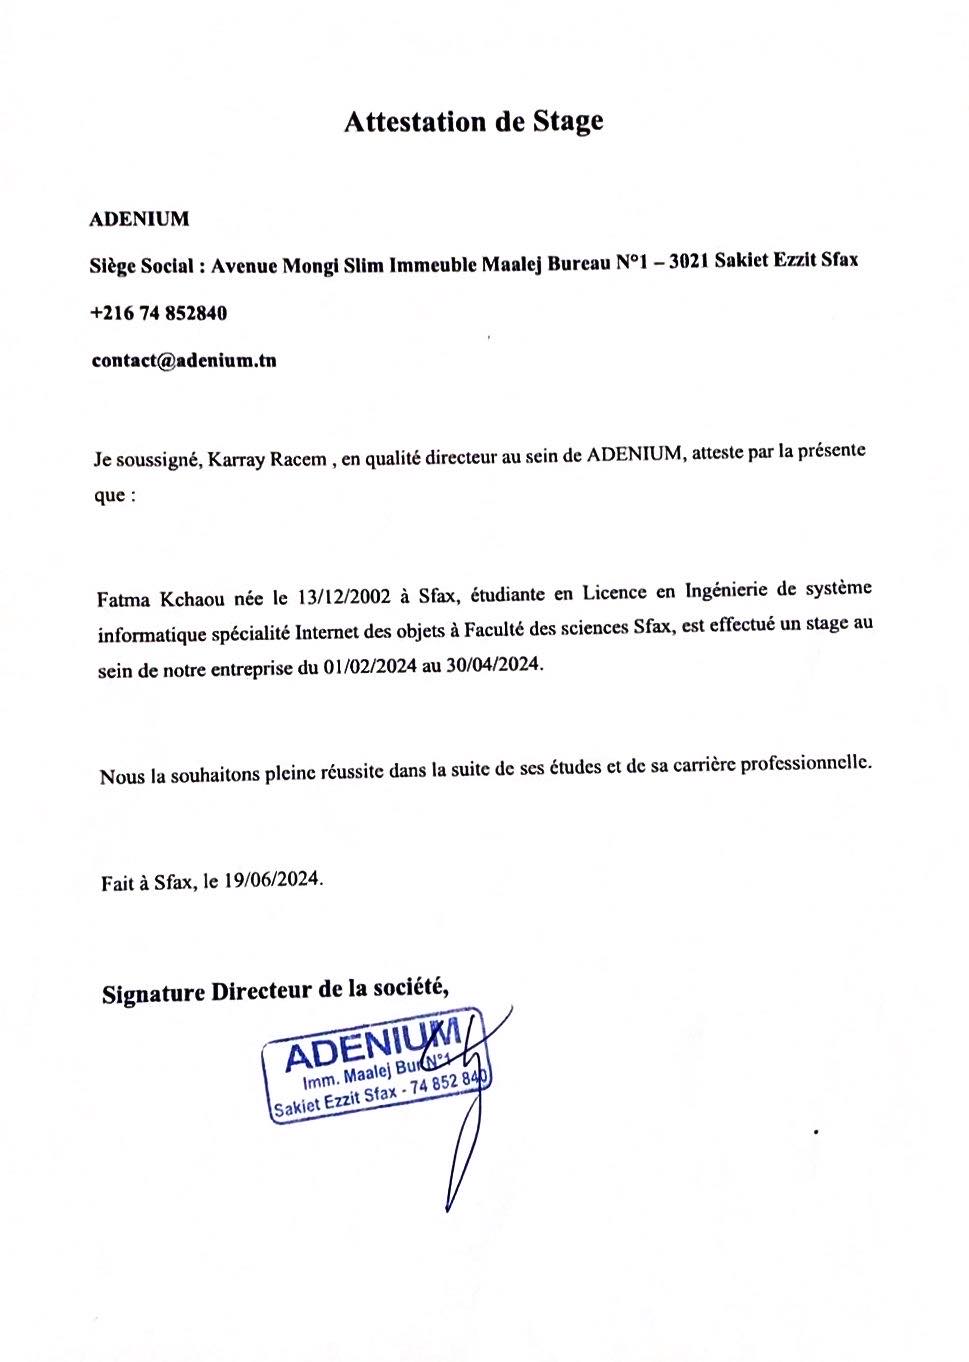 Attestation de Stage
ADENIUM
Siège Social : Avenue Mongi Slim Immeuble Maalej Bureau N°1 – 3021 Sakiet Ezzit Sfax
+216 74 852840
contact@adenium.tn
Je soussigné, Karray Racem , en qualité directeur au sein de ADENIUM, atteste par la présente
que :
Fatma Kchaou née le 13/12/2002 à Sfax, étudiante en Licence en Ingénierie de système
informatique spécialité Internet des objets à Faculté des sciences Sfax, est effectué un stage au
sein de notre entreprise du 01/02/2024 au 30/04/2024.
Nous la souhaitons pleine réussite dans la suite de ses études et de sa carrière professionnelle.
Fait à Sfax, le 19/06/2024.
Signature Directeur de la société,
ADENIUM
Imm. Maalej Bur N°1
Sakiet Ezzit Sfax - 74 852 840